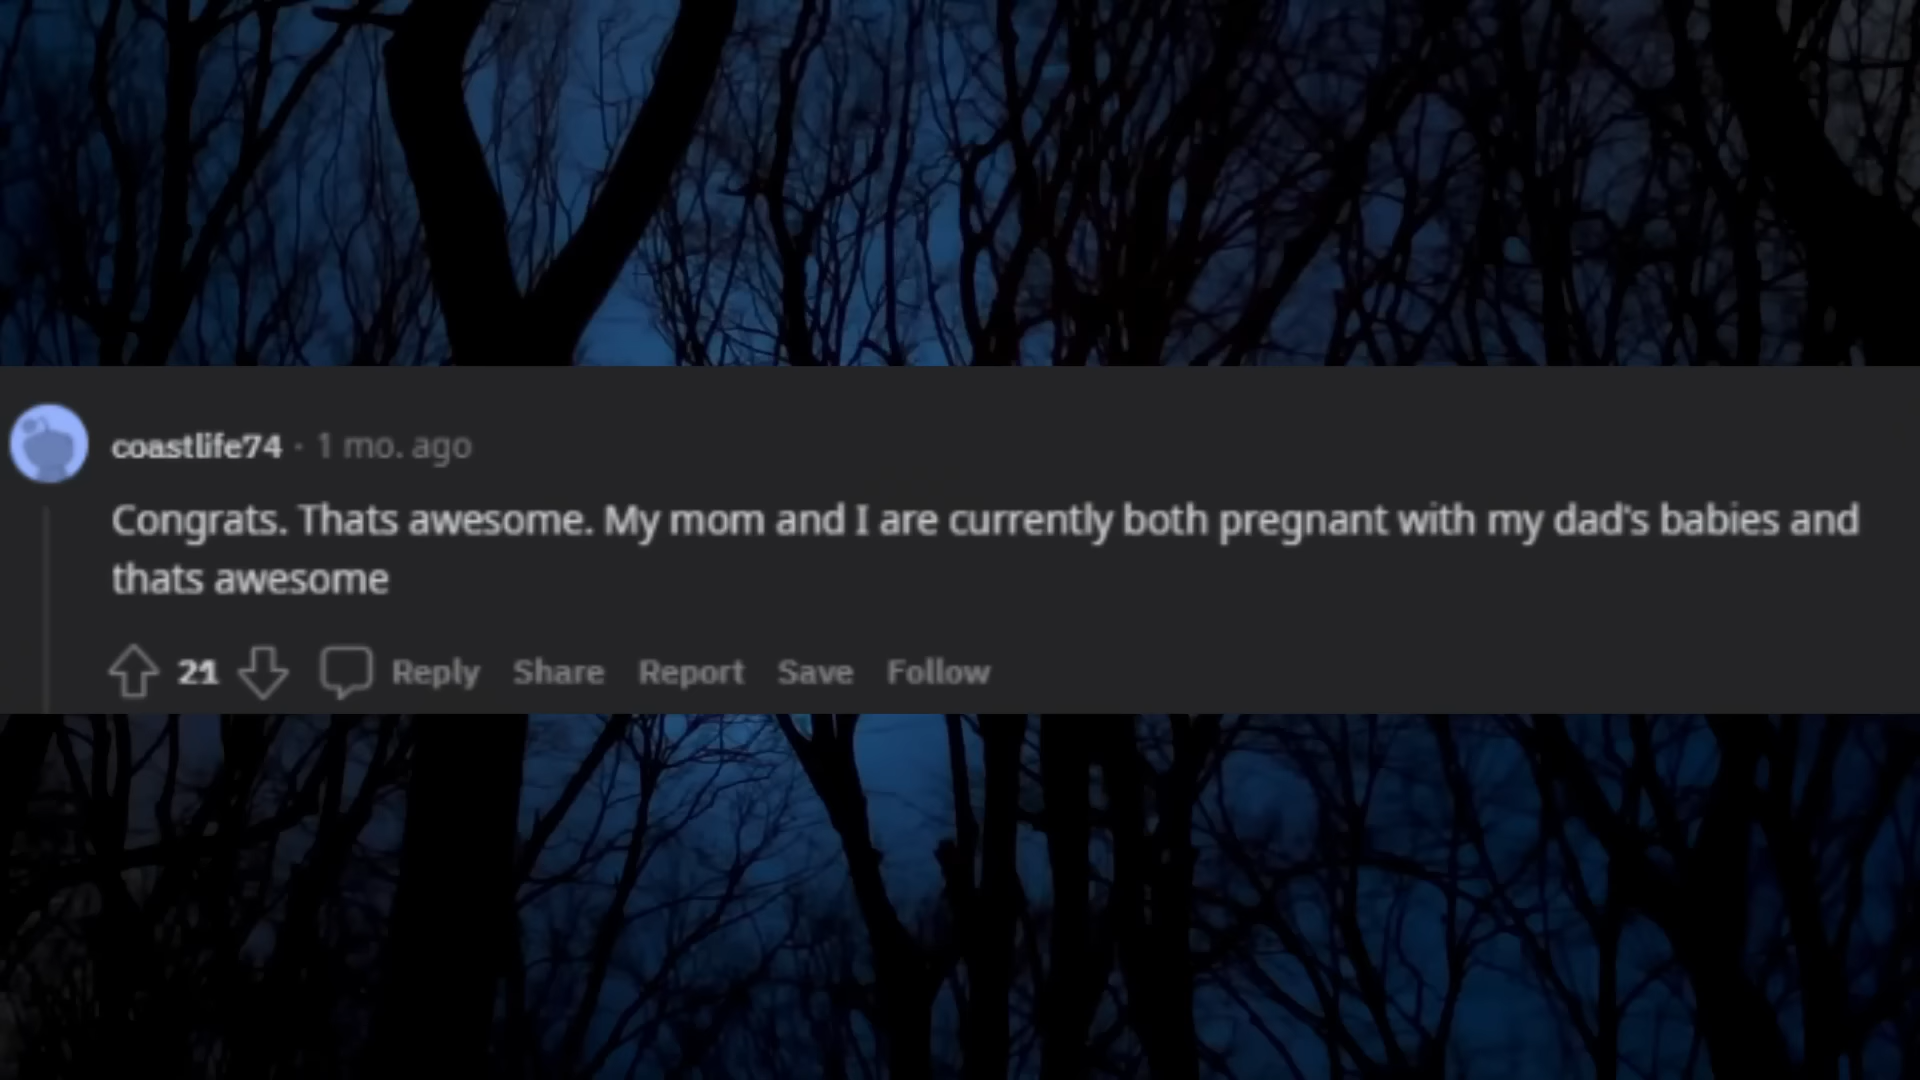 coastlife74 · 1 mo. ago
Congrats. Thats awesome. My mom and I are currently both pregnant with my dad's babies and
thats awesome
21 Reply Share Report Save Follow